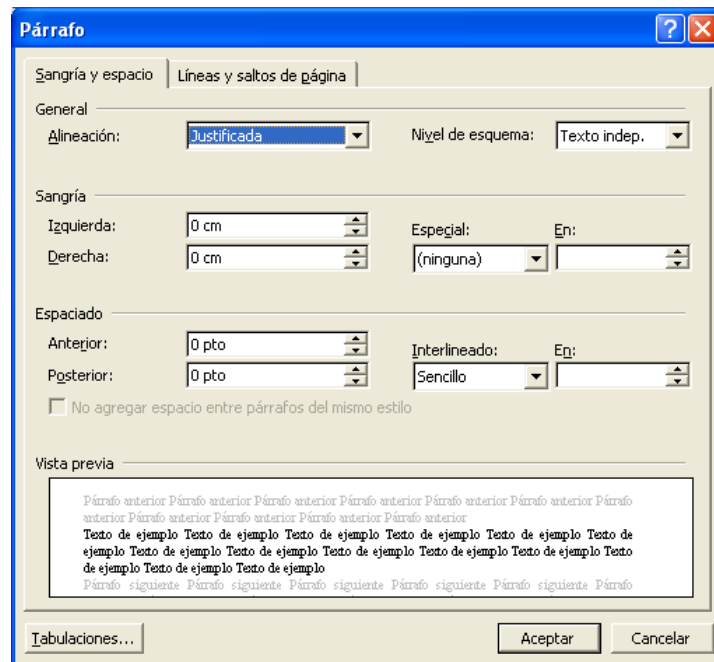 Párrafo
Sangría y espacio Líneas y saltos de página
General
Alineación: Justificada Nivel de esquema: Texto indep.
Sangría
Izquierda: 0 cm Especial: En:
Derecha: 0 cm (ninguna)
Espaciado
Anterior: 0 pto Interlineado: En:
Posterior: 0 pto Sencillo
No agregar espacio entre párrafos del mismo estilo
Vista previa
Párrafo anterior Párrafo anterior Párrafo anterior Párrafo anterior Párrafo anterior Párrafo anterior Párrafo
anterior Párrafo anterior Párrafo anterior Párrafo anterior Párrafo anterior
Texto de ejemplo Texto de ejemplo Texto de ejemplo Texto de ejemplo Texto de ejemplo Texto de
ejemplo Texto de ejemplo Texto de ejemplo Texto de ejemplo Texto de ejemplo Texto de ejemplo Texto
de ejemplo Texto de ejemplo Texto de ejemplo
Párrafo siguiente Párrafo siguiente Párrafo siguiente Párrafo siguiente Párrafo siguiente Párrafo
Tabulaciones... Aceptar Cancelar